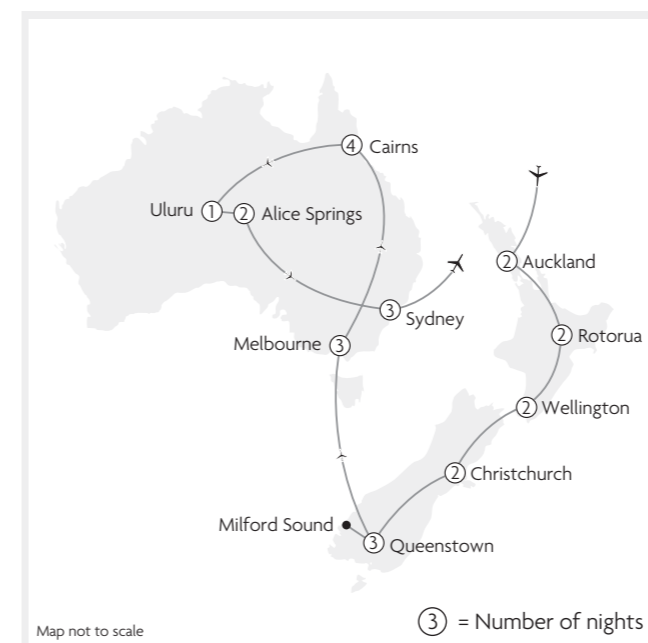 ④ Cairns
Uluru ① ② Alice Springs
② Auckland
③ Sydney
② Rotorua
Melbourne ③
② Wellington
② Christchurch
Milford Sound
③ Queenstown
Map not to scale
③ = Number of nights